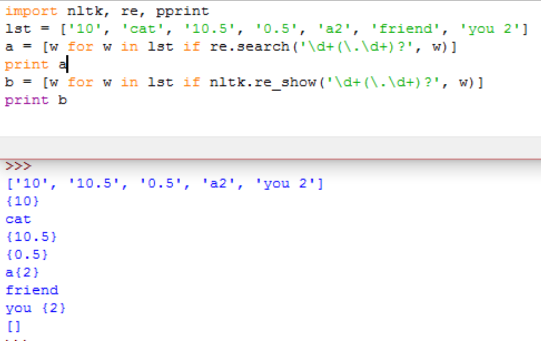 import nltk, re, pprint
lst = ['10', 'cat', '10.5', '0.5', 'a2', 'friend', 'you 2']
a = [w for w in lst if re.search('\d+(\.\d+)?', w)]
print a
b = [w for w in lst if nltk.re_show('\d+(\.\d+)?', w)]
print b
>>>
['10', '10.5', '0.5', 'a2', 'you 2']
{10}
cat
{10.5}
{0.5}
a{2}
friend
you {2}
[]
>>>